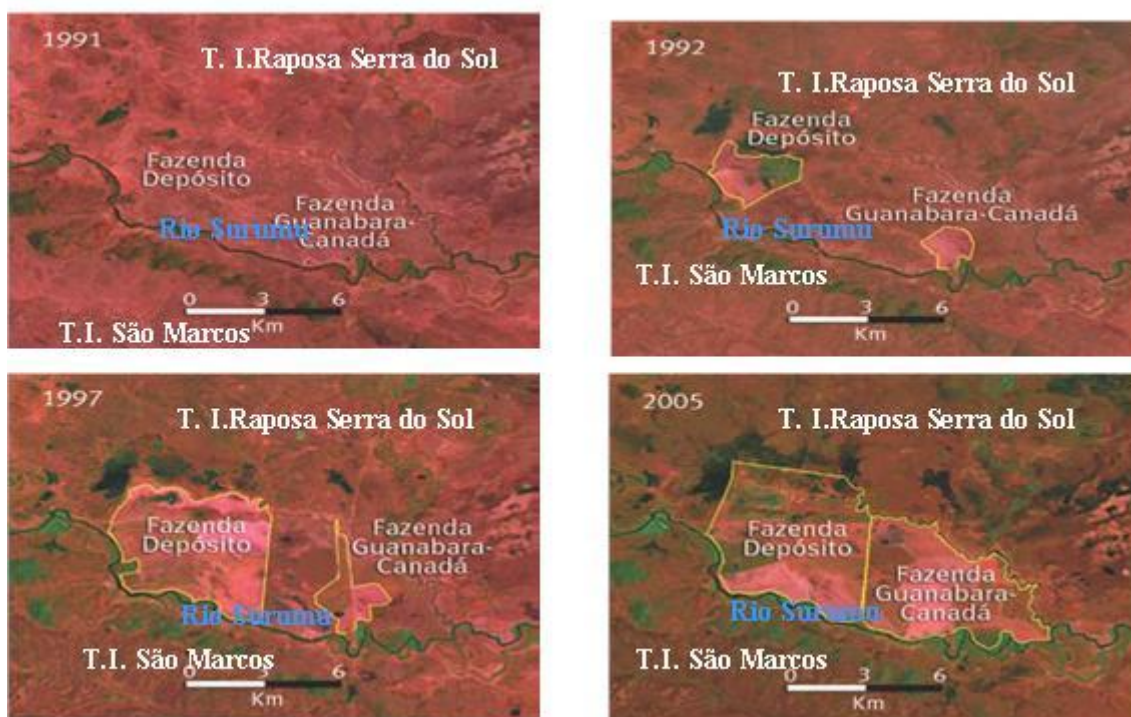 1991
T. I.Raposa Serra do Sol
Fazenda
Depósito
Fazenda
Guanabara-
Canadá
Rio Surumu
0 3 6
Km
T.I. São Marcos
1992
T. I.Raposa Serra do Sol
Fazenda
Depósito
Fazenda
Guanabara-Canadá
Rio Surumu
T.I. São Marcos
0 3 6
Km
1997
T. I.Raposa Serra do Sol
Fazenda
Depósito
Fazenda
Guanabara-
Canadá
Rio Surumu
T.I. São Marcos
0 3 6
Km
2005
T. I.Raposa Serra do Sol
Fazenda
Depósito
Fazenda
Guanabara-
Canadá
Rio Surumu
T.I. São Marcos
0 3 6
Km